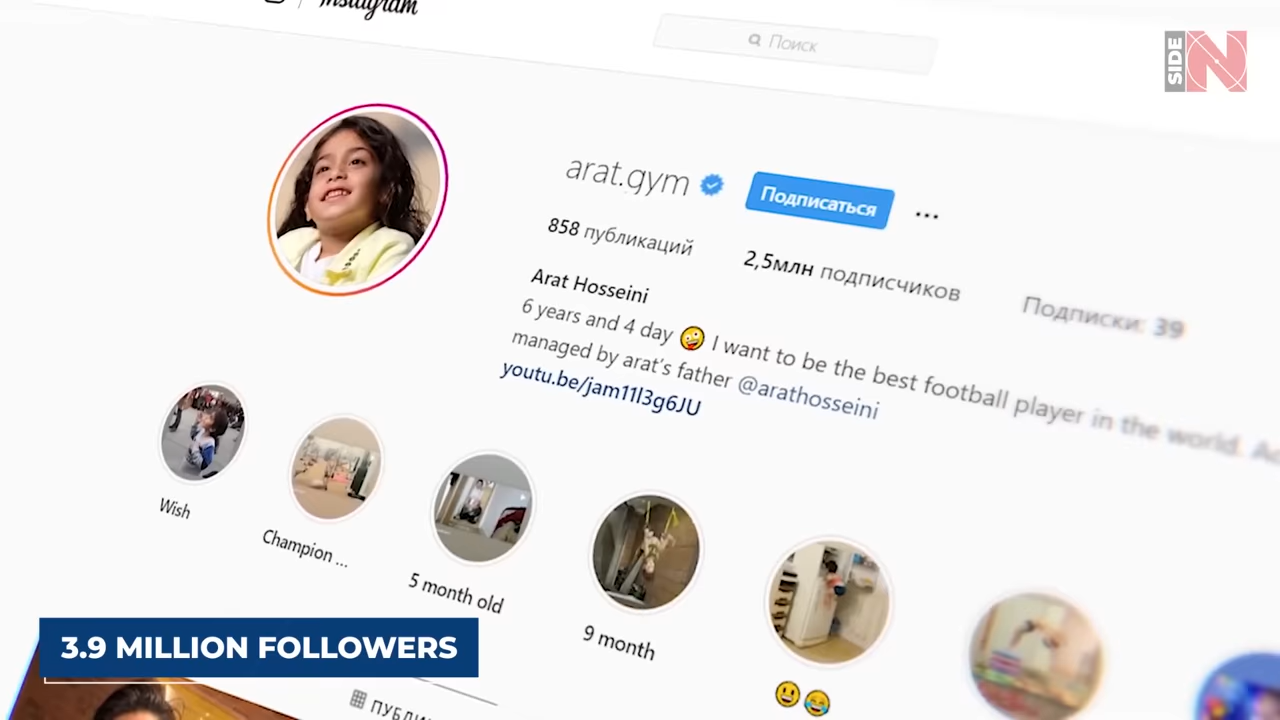 Instagram
Поиск
SIDE N
arat.gym
Подписаться
858 публикаций
2,5млн подписчиков
Подписки: 39
Arat Hosseini
6 years and 4 day 🤪 I want to be the best football player in the world.
managed by arat's father @arathosseini
youtu.be/jam11I3g6JU
Wish
Champion ...
5 month old
9 month
😃😂
3.9 MILLION FOLLOWERS